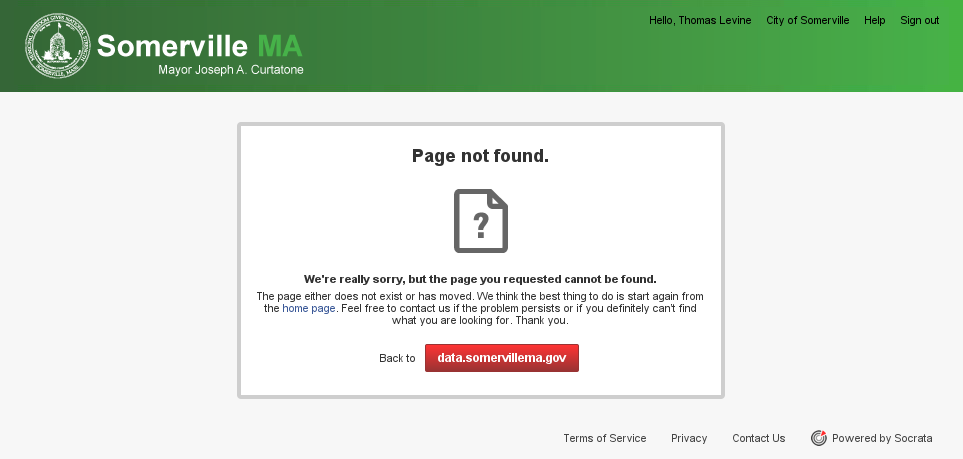 Hello, Thomas Levine City of Somerville Help Sign out
Somerville MA
Mayor Joseph A. Curtatone
Page not found.
?
We're really sorry, but the page you requested cannot be found.
The page either does not exist or has moved. We think the best thing to do is start again from
the home page. Feel free to contact us if the problem persists or if you definitely can't find
what you are looking for. Thank you.
Back to data.somervillema.gov
Terms of Service Privacy Contact Us Powered by Socrata